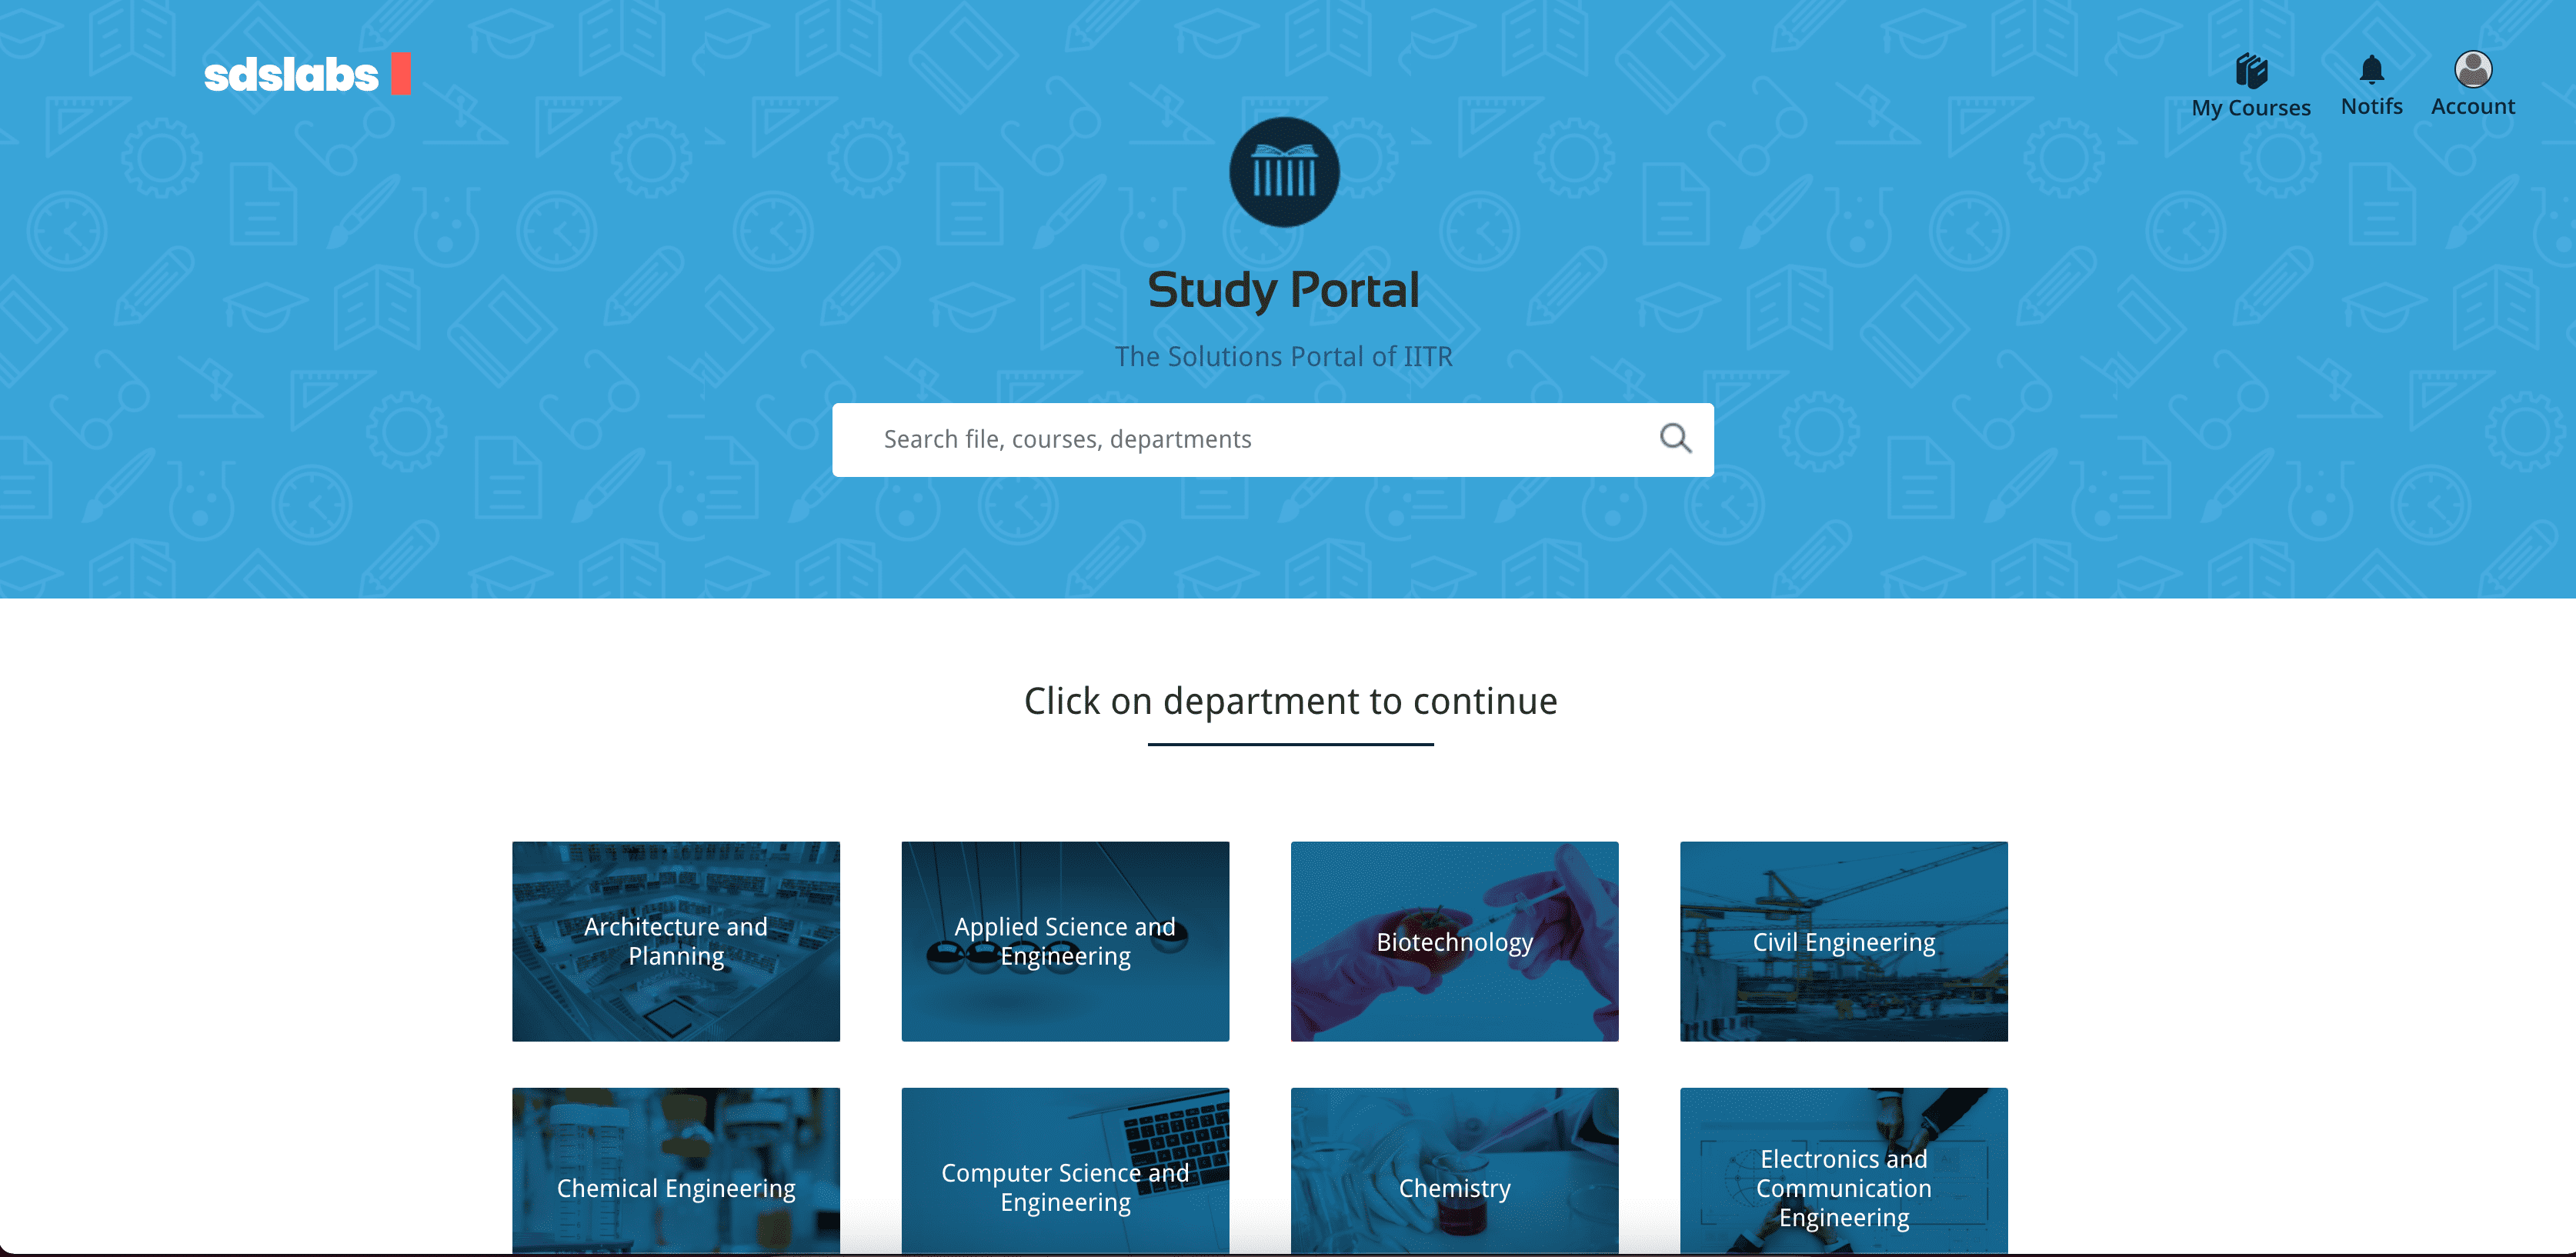 sdslabs
My Courses
Notifs
Account
Study Portal
The Solutions Portal of IITR
Search file, courses, departments
Click on department to continue
Architecture and
Planning
Applied Science and
Engineering
Biotechnology
Civil Engineering
Chemical Engineering
Computer Science and
Engineering
Chemistry
Electronics and
Communication
Engineering